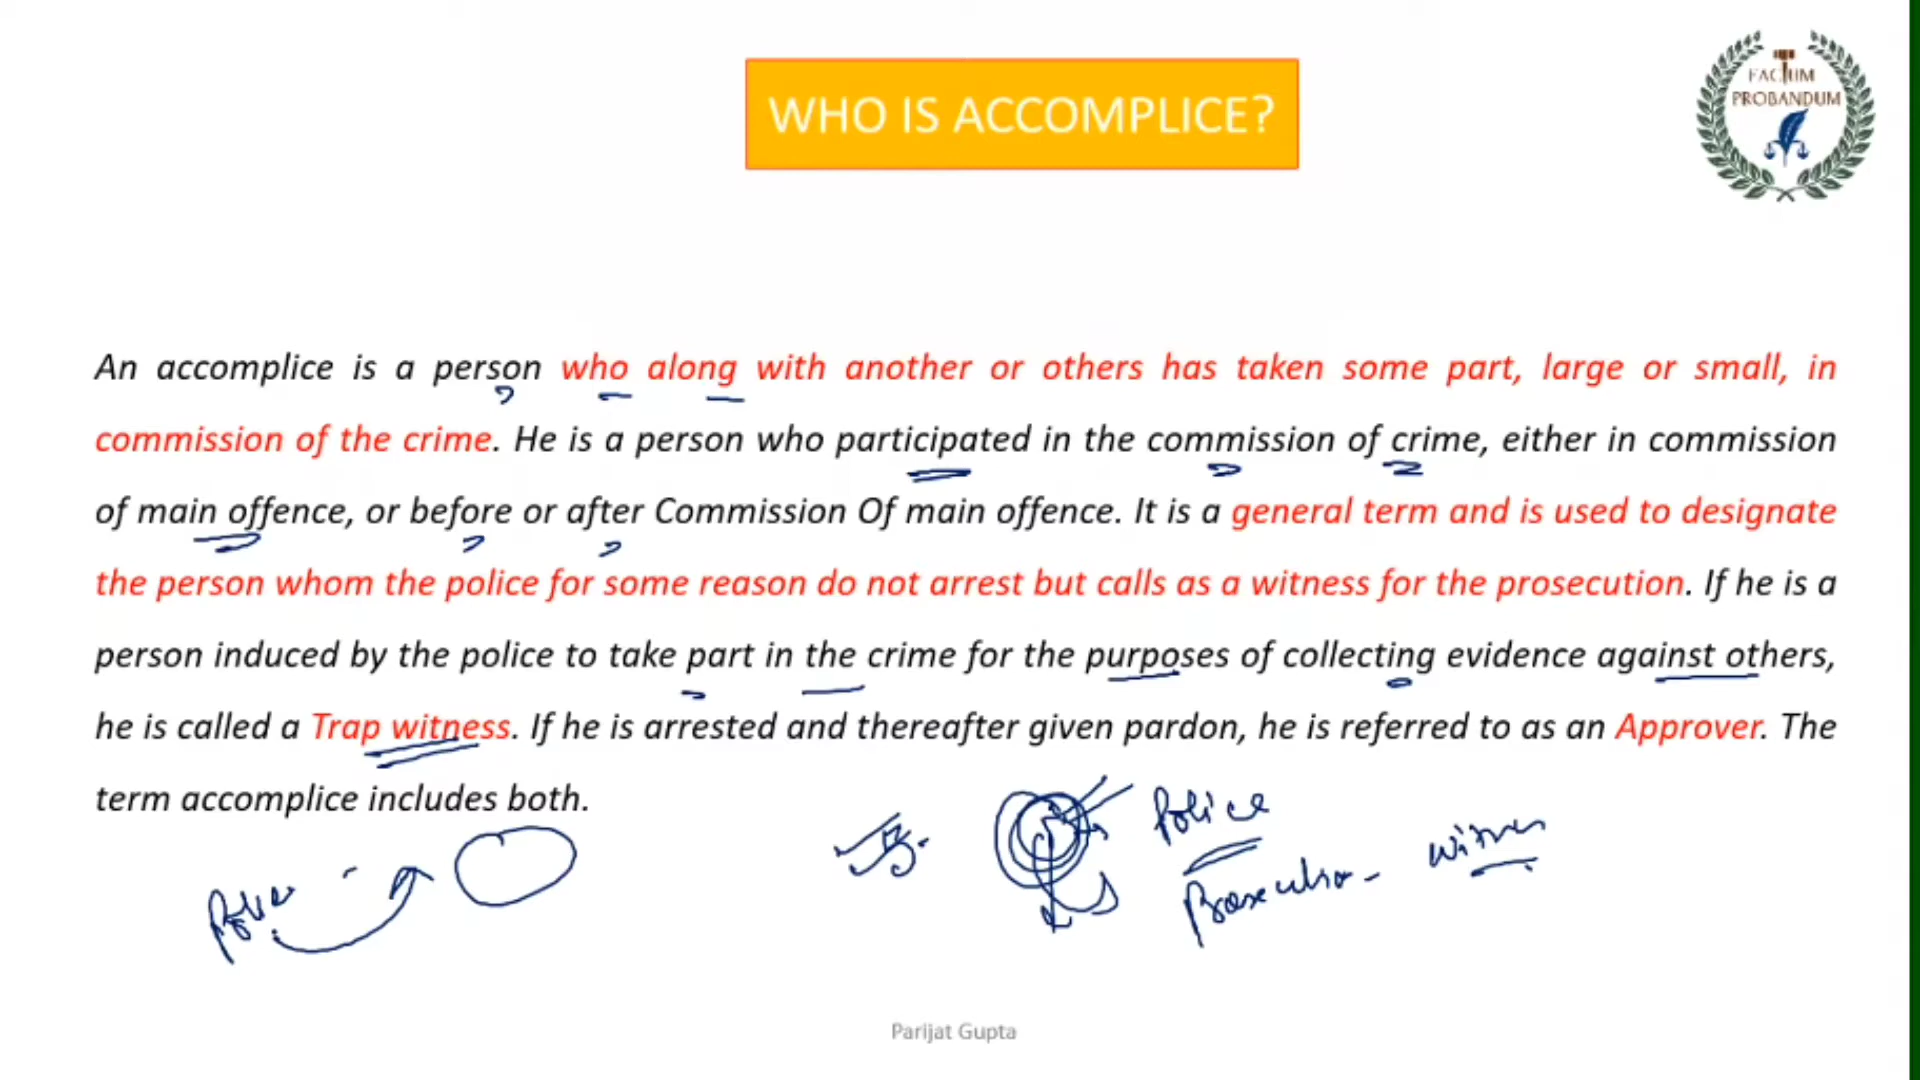 WHO IS ACCOMPLICE?
FACTUM
PROBANDUM
An accomplice is a person who along with another or others has taken some part, large or small, in
commission of the crime. He is a person who participated in the commission of crime, either in commission
of main offence, or before or after Commission Of main offence. It is a general term and is used to designate
the person whom the police for some reason do not arrest but calls as a witness for the prosecution. If he is a
person induced by the police to take part in the crime for the purposes of collecting evidence against others,
he is called a Trap witness. If he is arrested and thereafter given pardon, he is referred to as an Approver. The
term accomplice includes both.
Police
Police
Prosecution - witness
Parijat Gupta